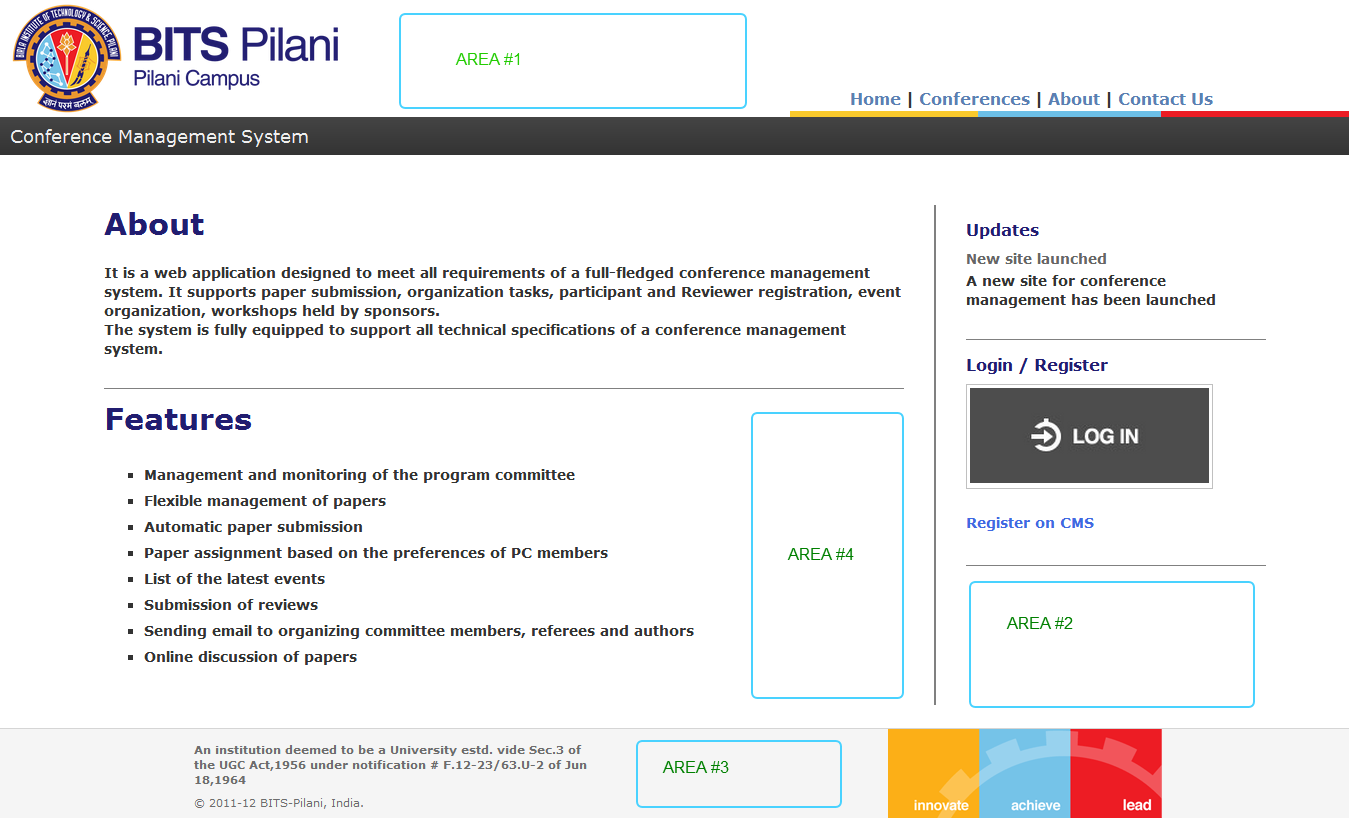 BIRLA INSTITUTE OF TECHNOLOGY & SCIENCE, PILANI
ज्ञानं परमं बलम्
BITS Pilani
Pilani Campus
AREA #1
Home | Conferences | About | Contact Us
Conference Management System
About
It is a web application designed to meet all requirements of a full-fledged conference management
system. It supports paper submission, organization tasks, participant and Reviewer registration, event
organization, workshops held by sponsors.
The system is fully equipped to support all technical specifications of a conference management
system.
Features
Management and monitoring of the program committee
Flexible management of papers
Automatic paper submission
Paper assignment based on the preferences of PC members
List of the latest events
Submission of reviews
Sending email to organizing committee members, referees and authors
Online discussion of papers
AREA #4
Updates
New site launched
A new site for conference
management has been launched
Login / Register
LOG IN
Register on CMS
AREA #2
An institution deemed to be a University estd. vide Sec.3 of
the UGC Act,1956 under notification # F.12-23/63.U-2 of Jun
18,1964
© 2011-12 BITS-Pilani, India.
AREA #3
innovate achieve lead